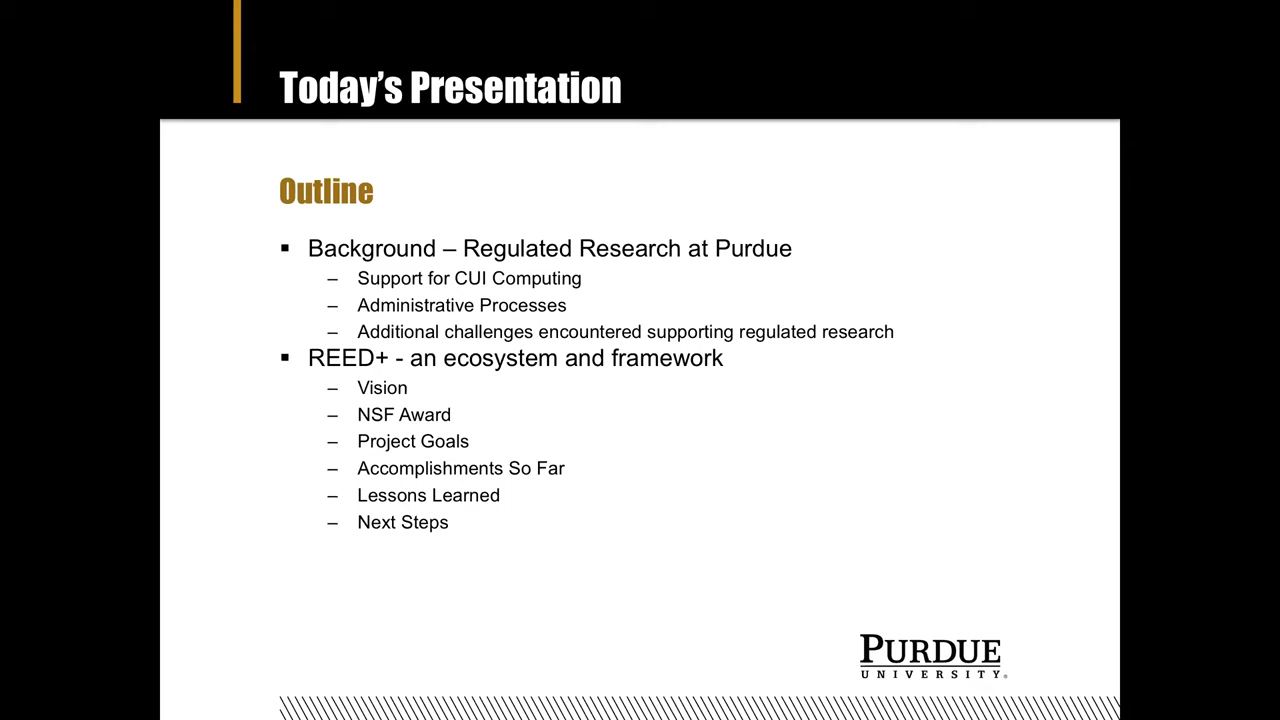 Today's Presentation
Outline
▪ Background – Regulated Research at Purdue
– Support for CUI Computing
– Administrative Processes
– Additional challenges encountered supporting regulated research
▪ REED+ - an ecosystem and framework
– Vision
– NSF Award
– Project Goals
– Accomplishments So Far
– Lessons Learned
– Next Steps
PURDUE
UNIVERSITY®